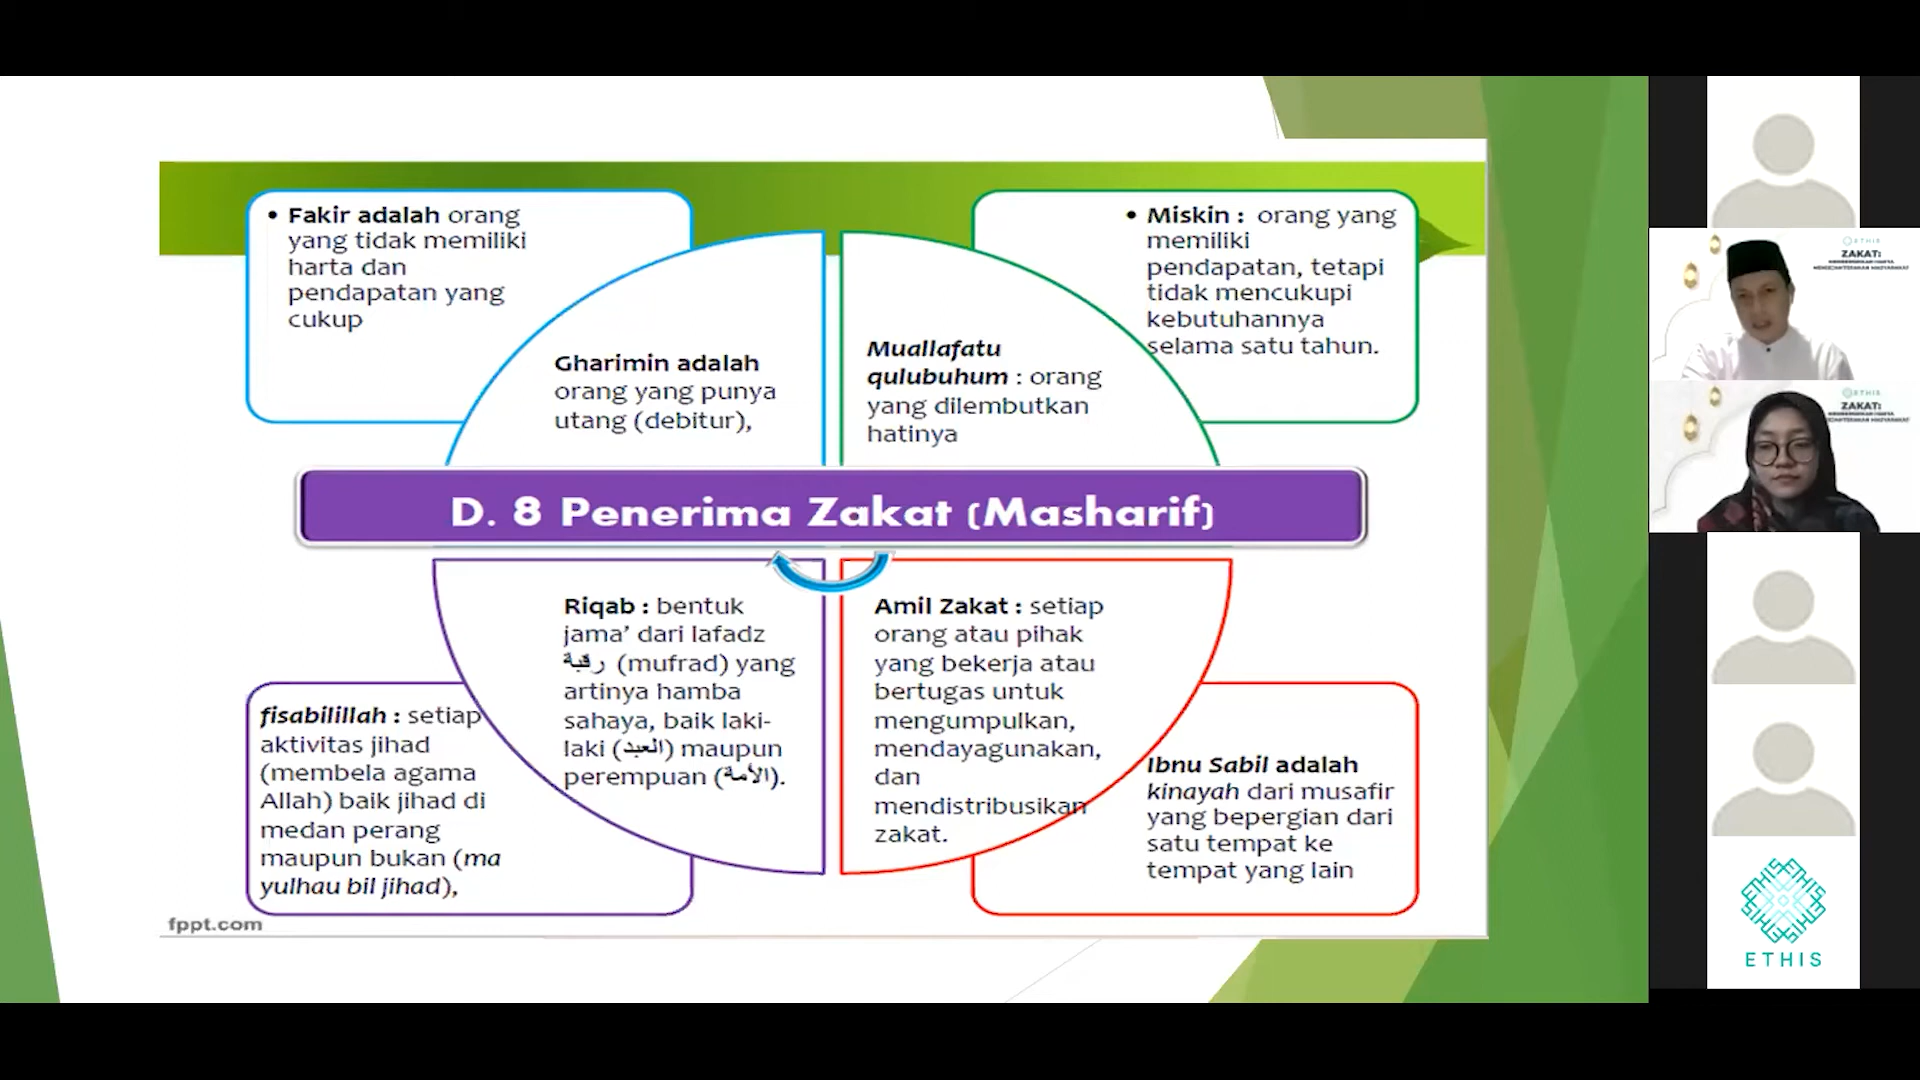 • Fakir adalah orang
yang tidak memiliki
harta dan
pendapatan yang
cukup
• Miskin : orang yang
memiliki
pendapatan, tetapi
tidak mencukupi
kebutuhannya
selama satu tahun.
Gharimin adalah
orang yang punya
utang (debitur),
Muallafatu
qulubuhum : orang
yang dilembutkan
hatinya
D. 8 Penerima Zakat (Masharif)
Riqab : bentuk
jama’ dari lafadz
رقبة (mufrad) yang
artinya hamba
sahaya, baik laki-
laki (العبد) maupun
perempuan (الأمة).
Amil Zakat : setiap
orang atau pihak
yang bekerja atau
bertugas untuk
mengumpulkan,
mendayagunakan,
dan
mendistribusikan
zakat.
fisabilillah : setiap
aktivitas jihad
(membela agama
Allah) baik jihad di
medan perang
maupun bukan (ma
yulhau bil jihad),
Ibnu Sabil adalah
kinayah dari musafir
yang bepergian dari
satu tempat ke
tempat yang lain
fppt.com
ETHIS
ZAKAT:
ETHIS
ZAKAT:
ETHIS